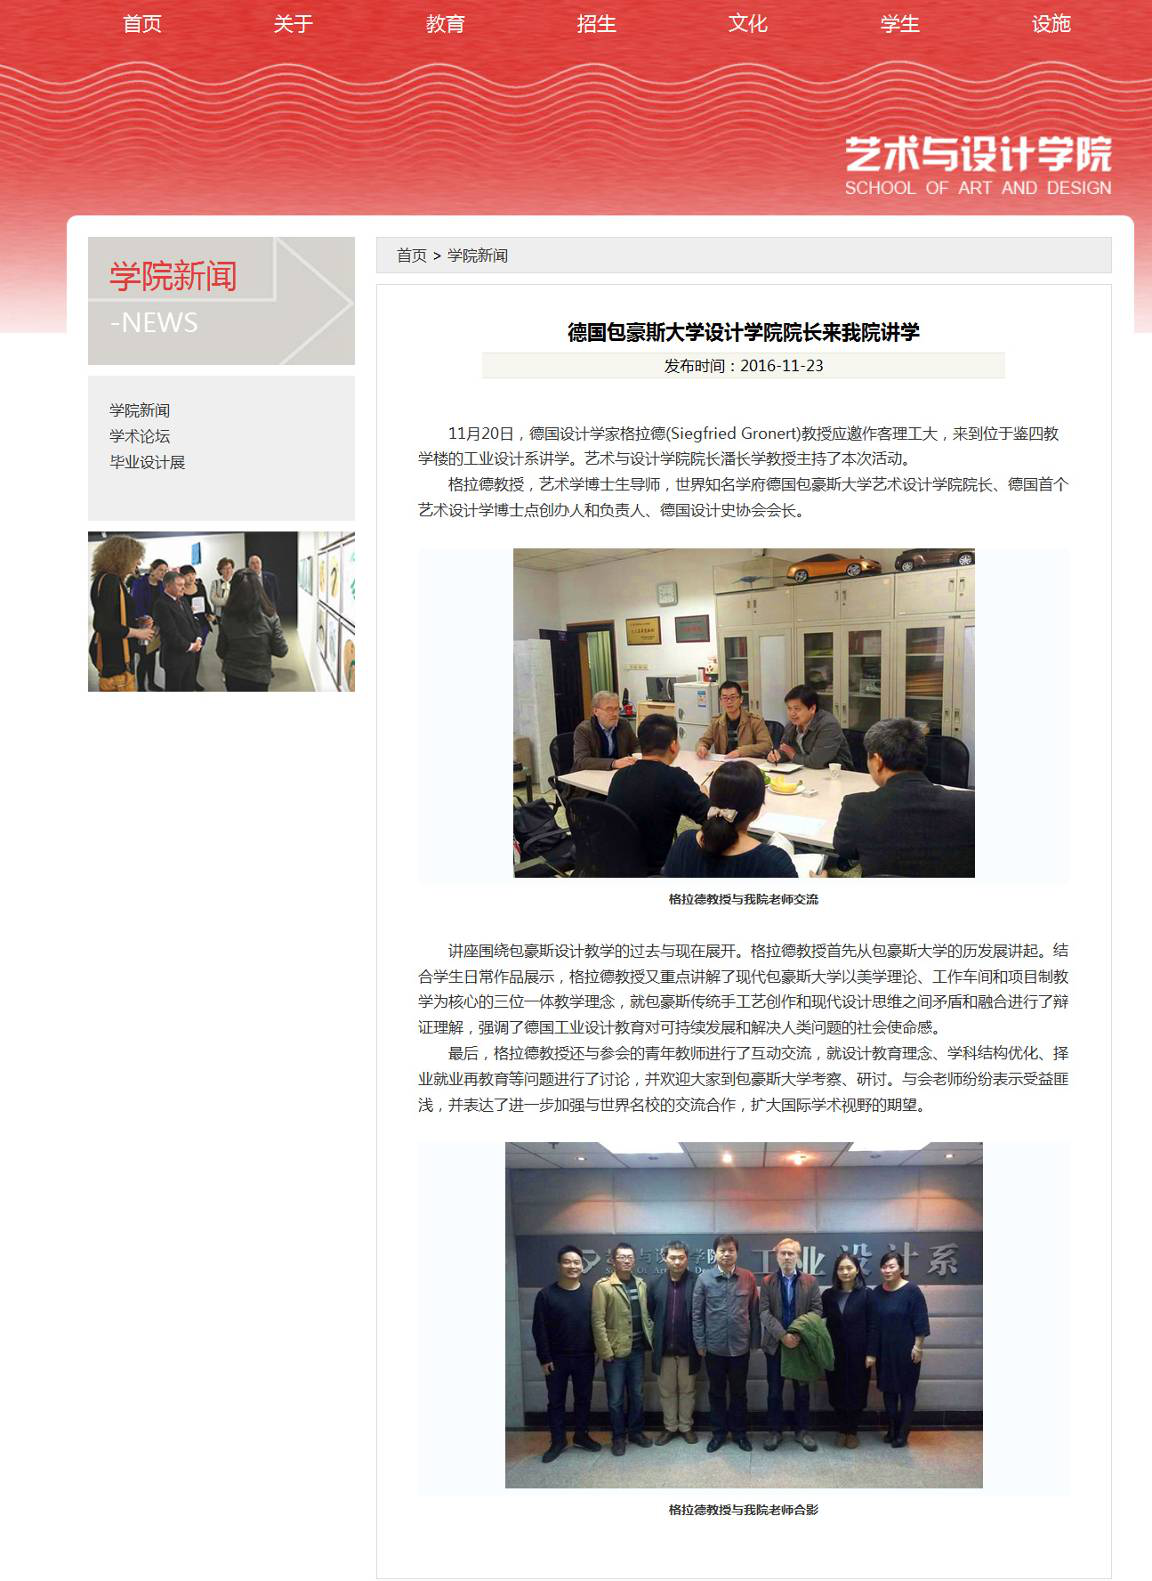 首页 关于 教育 招生 文化 学生 设施
艺术与设计学院
SCHOOL OF ART AND DESIGN
学院新闻
-NEWS
学院新闻
学术论坛
毕业设计展
首页 > 学院新闻
德国包豪斯大学设计学院院长来我院讲学
发布时间：2016-11-23
11月20日，德国设计学家格拉德(Siegfried Gronert)教授应邀作客理工大，来到位于鉴四教
学楼的工业设计系讲学。艺术与设计学院院长潘长学教授主持了本次活动。
格拉德教授，艺术学博士生导师，世界知名学府德国包豪斯大学艺术设计学院院长、德国首个
艺术设计学博士点创办人和负责人、德国设计史协会会长。
格拉德教授与我院老师交流
讲座围绕包豪斯设计教学的过去与现在展开。格拉德教授首先从包豪斯大学的历发展讲起。结
合学生日常作品展示，格拉德教授又重点讲解了现代包豪斯大学以美学理论、工作车间和项目制教
学为核心的三位一体教学理念，就包豪斯传统手工艺创作和现代设计思维之间矛盾和融合进行了辩
证理解，强调了德国工业设计教育对可持续发展和解决人类问题的社会使命感。
最后，格拉德教授还与参会的青年教师进行了互动交流，就设计教育理念、学科结构优化、择
业就业再教育等问题进行了讨论，并欢迎大家到包豪斯大学考察、研讨。与会老师纷纷表示受益匪
浅，并表达了进一步加强与世界名校的交流合作，扩大国际学术视野的期望。
艺 与设 学院 工业设计系
格拉德教授与我院老师合影